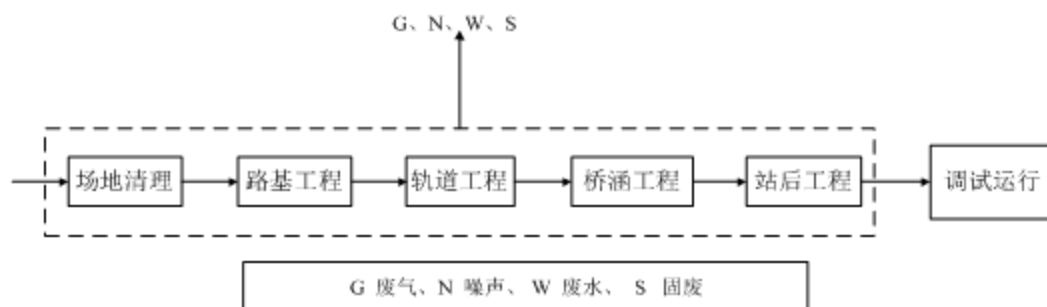 G、N、W、S
场地清理
路基工程
轨道工程
桥涵工程
站后工程
调试运行
G 废气、N 噪声、 W 废水、 S 固废